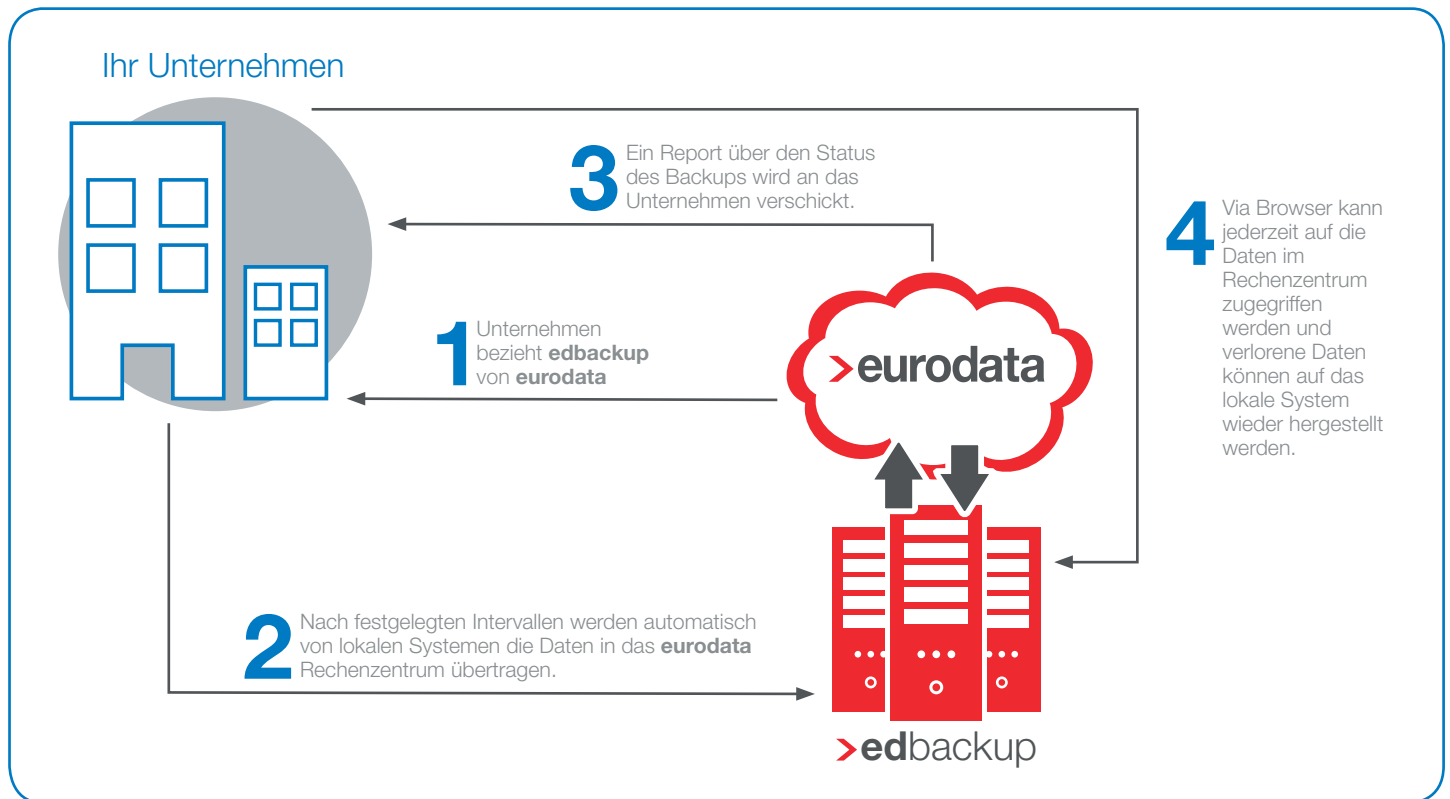 Ihr Unternehmen
3
Ein Report über den Status
des Backups wird an das
Unternehmen verschickt.
4
Via Browser kann
jederzeit auf die
Daten im
Rechenzentrum
zugegriffen
werden und
verlorene Daten
können auf das
lokale System
wieder hergestellt
werden.
1
Unternehmen
bezieht edbackup
von eurodata
>eurodata
2
Nach festgelegten Intervallen werden automatisch
von lokalen Systemen die Daten in das eurodata
Rechenzentrum übertragen.
>edbackup